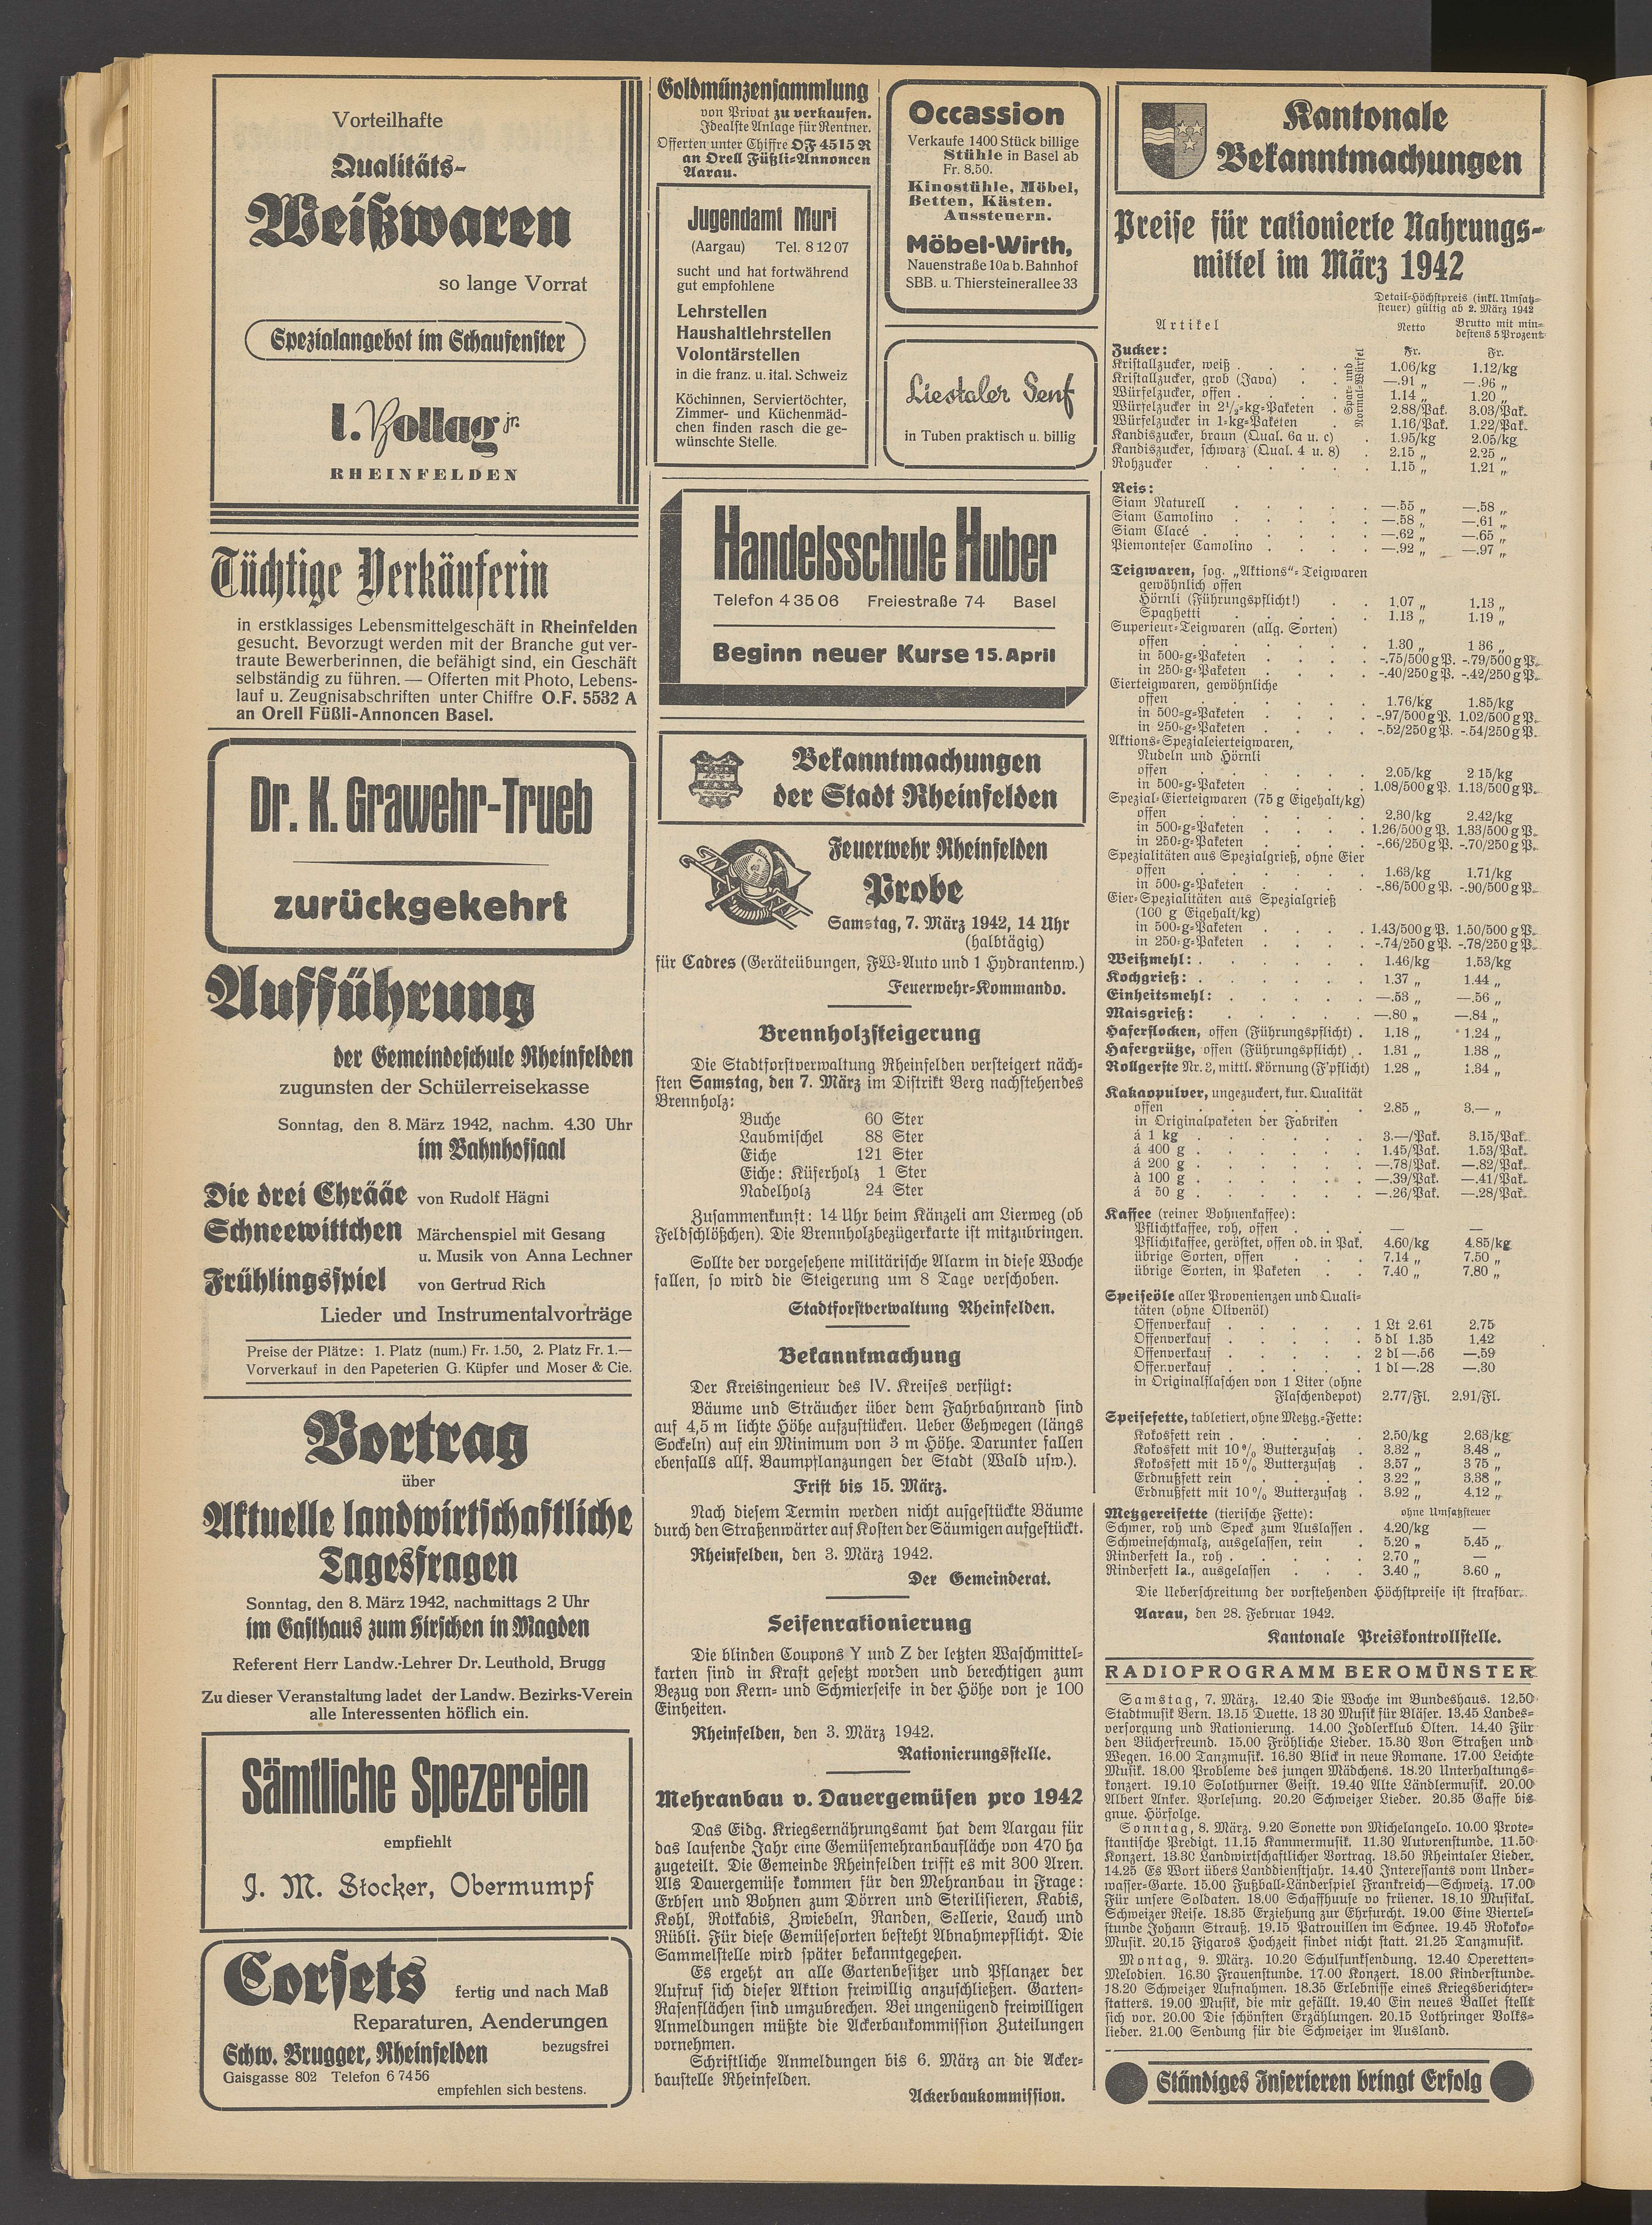 Vorteilhafte
Qualitäts-
Weißwaren
so lange Vorrat
Spezialangebot im Schaufenster
l. Bollag jr.
RHEINFELDEN
Tüchtige Verkäuferin
in erstklassiges Lebensmittelgeschäft in Rheinfelden
gesucht. Bevorzugt werden mit der Branche gut ver-
traute Bewerberinnen, die befähigt sind, ein Geschäft
selbständig zu führen. — Offerten mit Photo, Lebens-
lauf u. Zeugnisabschriften unter Chiffre O.F. 5532 A
an Orell Füßli-Annoncen Basel.
Dr. K. Grawehr-Trueb
zurückgekehrt
Aufführung
der Gemeindeschule Rheinfelden
zugunsten der Schülerreisekasse
Sonntag, den 8. März 1942, nachm. 4.30 Uhr
im Bahnhofsaal
Die drei Chrääe von Rudolf Hägni
Schneewittchen Märchenspiel mit Gesang
u. Musik von Anna Lechner
Frühlingsspiel von Gertrud Rich
Lieder und Instrumentalvorträge
Preise der Plätze: 1. Platz (num.) Fr. 1.50, 2. Platz Fr. 1.—
Vorverkauf in den Papeterien G. Küpfer und Moser & Cie.
Vortrag
über
Aktuelle landwirtschaftliche
Tagesfragen
Sonntag, den 8. März 1942, nachmittags 2 Uhr
im Gasthaus zum Hirschen in Magden
Referent Herr Landw.-Lehrer Dr. Leuthold, Brugg
Zu dieser Veranstaltung ladet der Landw. Bezirks-Verein
alle Interessenten höflich ein.
Sämtliche Spezereien
empfiehlt
J. M. Stocker, Obermumpf
Corsets fertig und nach Maß
Reparaturen, Aenderungen
Schw. Brugger, Rheinfelden bezugsfrei
Gaisgasse 802 Telefon 6 74 56
empfehlen sich bestens.
Goldmünzensammlung
von Privat zu verkaufen.
Idealste Anlage für Rentner.
Offerten unter Chiffre OF 4515 R
an Orell Füßli-Annoncen
Aarau.
Jugendamt Muri
(Aargau) Tel. 8 12 07
sucht und hat fortwährend
gut empfohlene
Lehrstellen
Haushaltlehrstellen
Volontärstellen
in die franz. u. ital. Schweiz
Köchinnen, Serviertöchter,
Zimmer- und Küchenmäd-
chen finden rasch die ge-
wünschte Stelle.
Occassion
Verkaufe 1400 Stück billige
Stühle in Basel ab
Fr. 8,50.
Kinostühle, Möbel,
Betten, Kästen.
Aussteuern.
Möbel-Wirth,
Nauenstraße 10a b. Bahnhof
SBB. u. Thiersteinerallee 33
Liestaler Senf
in Tuben praktisch u. billig
Handelsschule Huber
Telefon 4 35 06 Freiestraße 74 Basel
Beginn neuer Kurse 15. April
Bekanntmachungen
der Stadt Rheinfelden
Feuerwehr Rheinfelden
Probe
Samstag, 7. März 1942, 14 Uhr
(halbtägig)
für Cadres (Geräteübungen, FW-Auto und 1 Hydrantenw.)
Feuerwehr-Kommando.
Brennholzsteigerung
Die Stadtforstverwaltung Rheinfelden versteigert näch-
sten Samstag, den 7. März im Distrikt Berg nachstehendes
Brennholz:
Buche 60 Ster
Laubmischel 88 Ster
Eiche 121 Ster
Eiche: Küferholz 1 Ster
Nadelholz 24 Ster
Zusammenkunft: 14 Uhr beim Känzeli am Lierweg (ob
Feldschlößchen). Die Brennholzbezügerkarte ist mitzubringen.
Sollte der vorgesehene militärische Alarm in diese Woche
fallen, so wird die Steigerung um 8 Tage verschoben.
Stadtforstverwaltung Rheinfelden.
Bekanntmachung
Der Kreisingenieur des IV. Kreises verfügt:
Bäume und Sträucher über dem Fahrbahnrand sind
auf 4,5 m lichte Höhe aufzustücken. Ueber Gehwegen (längs
Sockeln) auf ein Minimum von 3 m Höhe. Darunter fallen
ebenfalls allf. Baumpflanzungen der Stadt (Wald usw.).
Frist bis 15. März.
Nach diesem Termin werden nicht aufgestückte Bäume
durch den Straßenwärter auf Kosten der Säumigen aufgestückt.
Rheinfelden, den 3. März 1942.
Der Gemeinderat.
Seifenrationierung
Die blinden Coupons Y und Z der letzten Waschmittel-
karten sind in Kraft gesetzt worden und berechtigen zum
Bezug von Kern- und Schmierseife in der Höhe von je 100
Einheiten.
Rheinfelden, den 3. März 1942.
Rationierungsstelle.
Mehranbau v. Dauergemüsen pro 1942
Das Eidg. Kriegsernährungsamt hat dem Aargau für
das laufende Jahr eine Gemüsemehranbaufläche von 470 ha
zugeteilt. Die Gemeinde Rheinfelden trifft es mit 300 Aren.
Als Dauergemüse kommen für den Mehranbau in Frage:
Erbsen und Bohnen zum Dörren und Sterilisieren, Kabis,
Kohl, Rotkabis, Zwiebeln, Randen, Sellerie, Lauch und
Rübli. Für diese Gemüsesorten besteht Abnahmepflicht. Die
Sammelstelle wird später bekanntgegeben.
Es ergeht an alle Gartenbesitzer und Pflanzer der
Aufruf sich dieser Aktion freiwillig anzuschließen. Garten-
Rasenflächen sind umzubrechen. Bei ungenügend freiwilligen
Anmeldungen müßte die Ackerbaukommission Zuteilungen
vornehmen.
Schriftliche Anmeldungen bis 6. März an die Acker-
baustelle Rheinfelden.
Ackerbaukommission.
Kantonale
Bekanntmachungen
Preise für rationierte Nahrungs-
mittel im März 1942
Detail-Höchstpreis (inkl. Umsatz-
steuer) gültig ab 2. März 1942
Artikel Netto Brutto mit min-
destens 5 Prozent
Zucker: Fr. Fr.
Kristallzucker, weiß . . . . 1.06/kg 1.12/kg
Kristallzucker, grob (Java) . . —.91 „ —.96 „
Würfelzucker, offen . . . . 1.14 „ 1.20 „
Würfelzucker in 2½-kg-Paketen . 2.88/Pak. 3.03/Pak.
Würfelzucker in 1-kg-Paketen . 1.16/Pak. 1.22/Pak.
Spar- und
Normal-Würfel
Kandiszucker, braun (Qual. 6a u. c) . 1.95/kg 2.05/kg
Kandiszucker, schwarz (Qual. 4 u. 8) . 2.15 „ 2.25 „
Rohzucker . . . . . . 1.15 „ 1.21 „
Reis:
Siam Naturell . . . . . —.55 „ —.58 „
Siam Camolino . . . . . —.58 „ —.61 „
Siam Glacé . . . . . . —.62 „ —.65 „
Piemonteser Camolino . . . . —.92 „ —.97 „
Teigwaren, sog. „Aktions“-Teigwaren
gewöhnlich offen
Hörnli (Führungspflicht!) . . 1.07 „ 1.13 „
Spaghetti . . . . . 1.13 „ 1.19 „
Superieur-Teigwaren (allg. Sorten)
offen . . . . . . 1.30 „ 1 36 „
in 500-g-Paketen . . . . -.75/500 g P. -.79/500 g P.
in 250-g-Paketen . . . . -.40/250 g P. -.42/250 g P.
Eierteigwaren, gewöhnliche
offen . . . . . . 1.76/kg 1.85/kg
in 500-g-Paketen . . . . -.97/500 g P. 1.02/500 g P.
in 250-g-Paketen . . . . -.52/250 g P. -.54/250 g P.
Aktions-Spezialeierteigwaren,
Nudeln und Hörnli
offen . . . . . . 2.05/kg 2 15/kg
in 500-g-Paketen . . . . 1.08/500 g P. 1.13/500 g P.
Spezial-Eierteigwaren (75 g Eigehalt/kg)
offen . . . . . . 2.30/kg 2.42/kg
in 500-g-Paketen . . . . 1.26/500 g P. 1.33/500 g P.
in 250-g-Paketen . . . . -.66/250 g P. -.70/250 g P.
Spezialitäten aus Spezialgrieß, ohne Eier
offen . . . . . . 1.63/kg 1.71/kg
in 500-g-Paketen . . . . -.86/500 g P. -.90/500 g P.
Eier-Spezialitäten aus Spezialgrieß
(100 g Eigehalt/kg)
in 500-g-Paketen . . . . 1.43/500 g P. 1.50/500 g P.
in 250-g-Paketen . . . . -.74/250 g P. -.78/250 g P.
Weißmehl: . . . . . . 1.46/kg 1.53/kg
Kochgrieß: . . . . . . 1.37 „ 1.44 „
Einheitsmehl: . . . . . —.53 „ —.56 „
Maisgrieß: . . . . . —.80 „ —.84 „
Haferflocken, offen (Führungspflicht) . 1.18 „ 1.24 „
Hafergrütze, offen (Führungspflicht) . 1.31 „ 1.38 „
Rollgerste Nr. 2, mittl. Körnung (F'pflicht) 1.28 „ 1.34 „
Kakaopulver, ungezuckert, kur. Qualität
offen . . . . . . 2.85 „ 3.— „
in Originalpaketen der Fabriken
á 1 kg . . . . . . 3.—/Pak. 3.15/Pak.
á 400 g . . . . . . 1.45/Pak. 1.53/Pak.
á 200 g . . . . . . —.78/Pak. —.82/Pak.
à 100 g . . . . . . —.39/Pak. —.41/Pak.
á 50 g . . . . . . —.26/Pak. —.28/Pak.
Kaffee (reiner Bohnenkaffee):
Pflichtkaffee, roh, offen . . . — —
Pflichtkaffee, geröstet, offen od. in Pak. 4.60/kg 4.85/kg
übrige Sorten, offen . . . 7.14 „ 7.50 „
übrige Sorten, in Paketen . . 7.40 „ 7.80 „
Speiseöle aller Provenienzen und Quali-
täten (ohne Olivenöl)
Offenverkauf . . . . . 1 Lt 2.61 2.75
Offenverkauf . . . . . 5 dl 1.35 1.42
Offenverkauf . . . . . 2 dl —.56 —.59
Offenverkauf . . . . . 1 dl —.28 —.30
in Originalflaschen von 1 Liter (ohne
Flaschendepot) 2.77/Fl. 2.91/Fl.
Speisefette, tabletiert, ohne Metzg.-Fette:
Kokosfett rein . . . . . 2.50/kg 2.63/kg
Kokosfett mit 10% Butterzusatz . 3.32 „ 3.48 „
Kokosfett mit 15% Butterzusatz . 3.57 „ 3 75 „
Erdnußfett rein . . . . 3.22 „ 3.38 „
Erdnußfett mit 10% Butterzusatz . 3.92 „ 4.12 „
Metzgereifette (tierische Fette): ohne Umsatzsteuer
Schmer, roh und Speck zum Auslassen . 4.20/kg —
Schweineschmalz, ausgelassen, rein . 5.20 „ 5.45 „
Rinderfett Ia., roh . . . . . 2.70 „ —
Rinderfett Ia., ausgelassen . . . 3.40 „ 3.60 „
Die Ueberschreitung der vorstehenden Höchstpreise ist strafbar.
Aarau, den 28. Februar 1942.
Kantonale Preiskontrollstelle.
RADIOPROGRAMM BEROMÜNSTER
Samstag, 7. März. 12.40 Die Woche im Bundeshaus. 12.50
Stadtmusik Bern. 13.15 Duette. 13 30 Musik für Bläser. 13.45 Landes-
versorgung und Rationierung. 14.00 Jodlerklub Olten. 14.40 Für
den Bücherfreund. 15.00 Fröhliche Lieder. 15.30 Von Straßen und
Wegen. 16.00 Tanzmusik. 16.30 Blick in neue Romane. 17.00 Leichte
Musik. 18.00 Probleme des jungen Mädchens. 18.20 Unterhaltungs-
konzert. 19.10 Solothurner Geist. 19.40 Alte Ländlermusik. 20.00
Albert Anker. Vorlesung. 20.20 Schweizer Lieder. 20.35 Gaffe bis
gnue. Hörfolge.
Sonntag, 8. März. 9.20 Sonette von Michelangelo. 10.00 Prote-
stantische Predigt. 11.15 Kammermusik. 11.30 Autorenstunde. 11.50
Konzert. 13.30 Landwirtschaftlicher Vortrag. 13.50 Rheintaler Lieder.
14.25 Es Wort übers Landdienstjahr. 14.40 Interessants vom Under-
wasser-Garte. 15.00 Fußball-Länderspiel Frankreich—Schweiz. 17.00
Für unsere Soldaten. 18.00 Schaffhuuse vo früener. 18.10 Musikal.
Schweizer Reise. 18.35 Erziehung zur Ehrfurcht. 19.00 Eine Viertel-
stunde Johann Strauß. 19.15 Patrouillen im Schnee. 19.45 Rokoko-
Musik. 20.15 Figaros Hochzeit findet nicht statt. 21.25 Tanzmusik.
Montag, 9. März. 10.20 Schulfunksendung. 12.40 Operetten-
Melodien. 16.30 Frauenstunde. 17.00 Konzert. 18.00 Kinderstunde.
18.20 Schweizer Aufnahmen. 18.35 Erlebnisse eines Kriegsberichter-
statters. 19.00 Musik, die mir gefällt. 19.40 Ein neues Ballet stellt
sich vor. 20.00 Die schönsten Erzählungen. 20.15 Lothringer Volks-
lieder. 21.00 Sendung für die Schweizer im Ausland.
Ständiges Inserieren bringt Erfolg